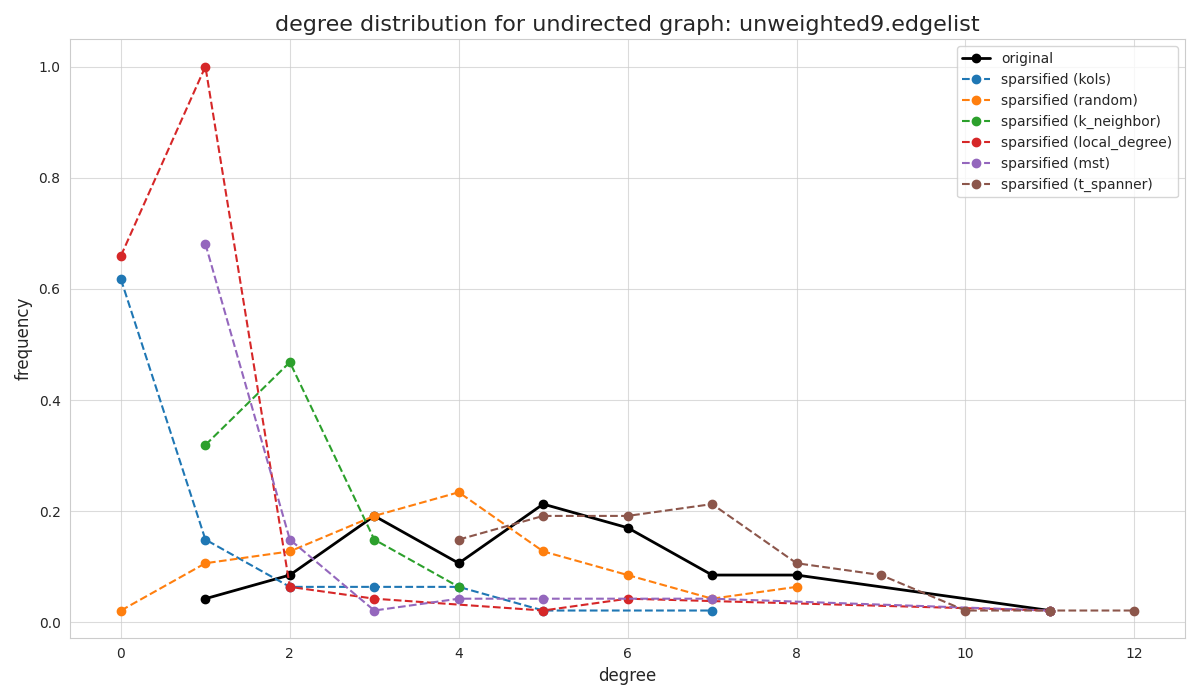 degree distribution for undirected graph: unweighted9.edgelist
original
sparsified (kols)
sparsified (random)
sparsified (k_neighbor)
sparsified (local_degree)
sparsified (mst)
sparsified (t_spanner)
frequency
1.0
0.8
0.6
0.4
0.2
0.0
0 2 4 6 8 10 12
degree